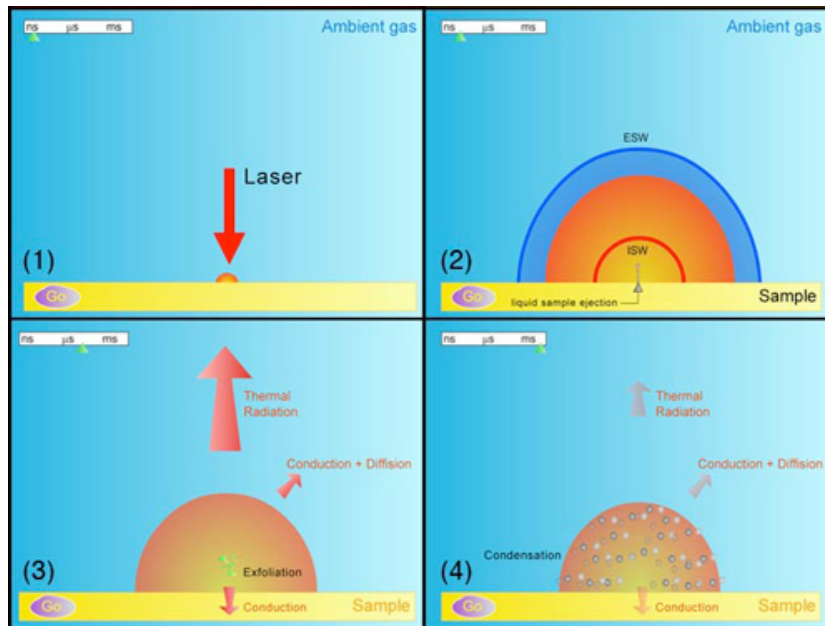 ns μs ms
Ambient gas
Laser
(1)
Go
ns μs ms
Ambient gas
ESW
ISW
(2)
liquid sample ejection
Sample
Go
ns μs ms
Thermal
Radiation
Conduction + Diffision
(3)
Exfoliation
Go
Conduction
Sample
ns μs ms
Thermal
Radiation
Conduction + Diffision
Condensation
(4)
Go
Conduction
Sample